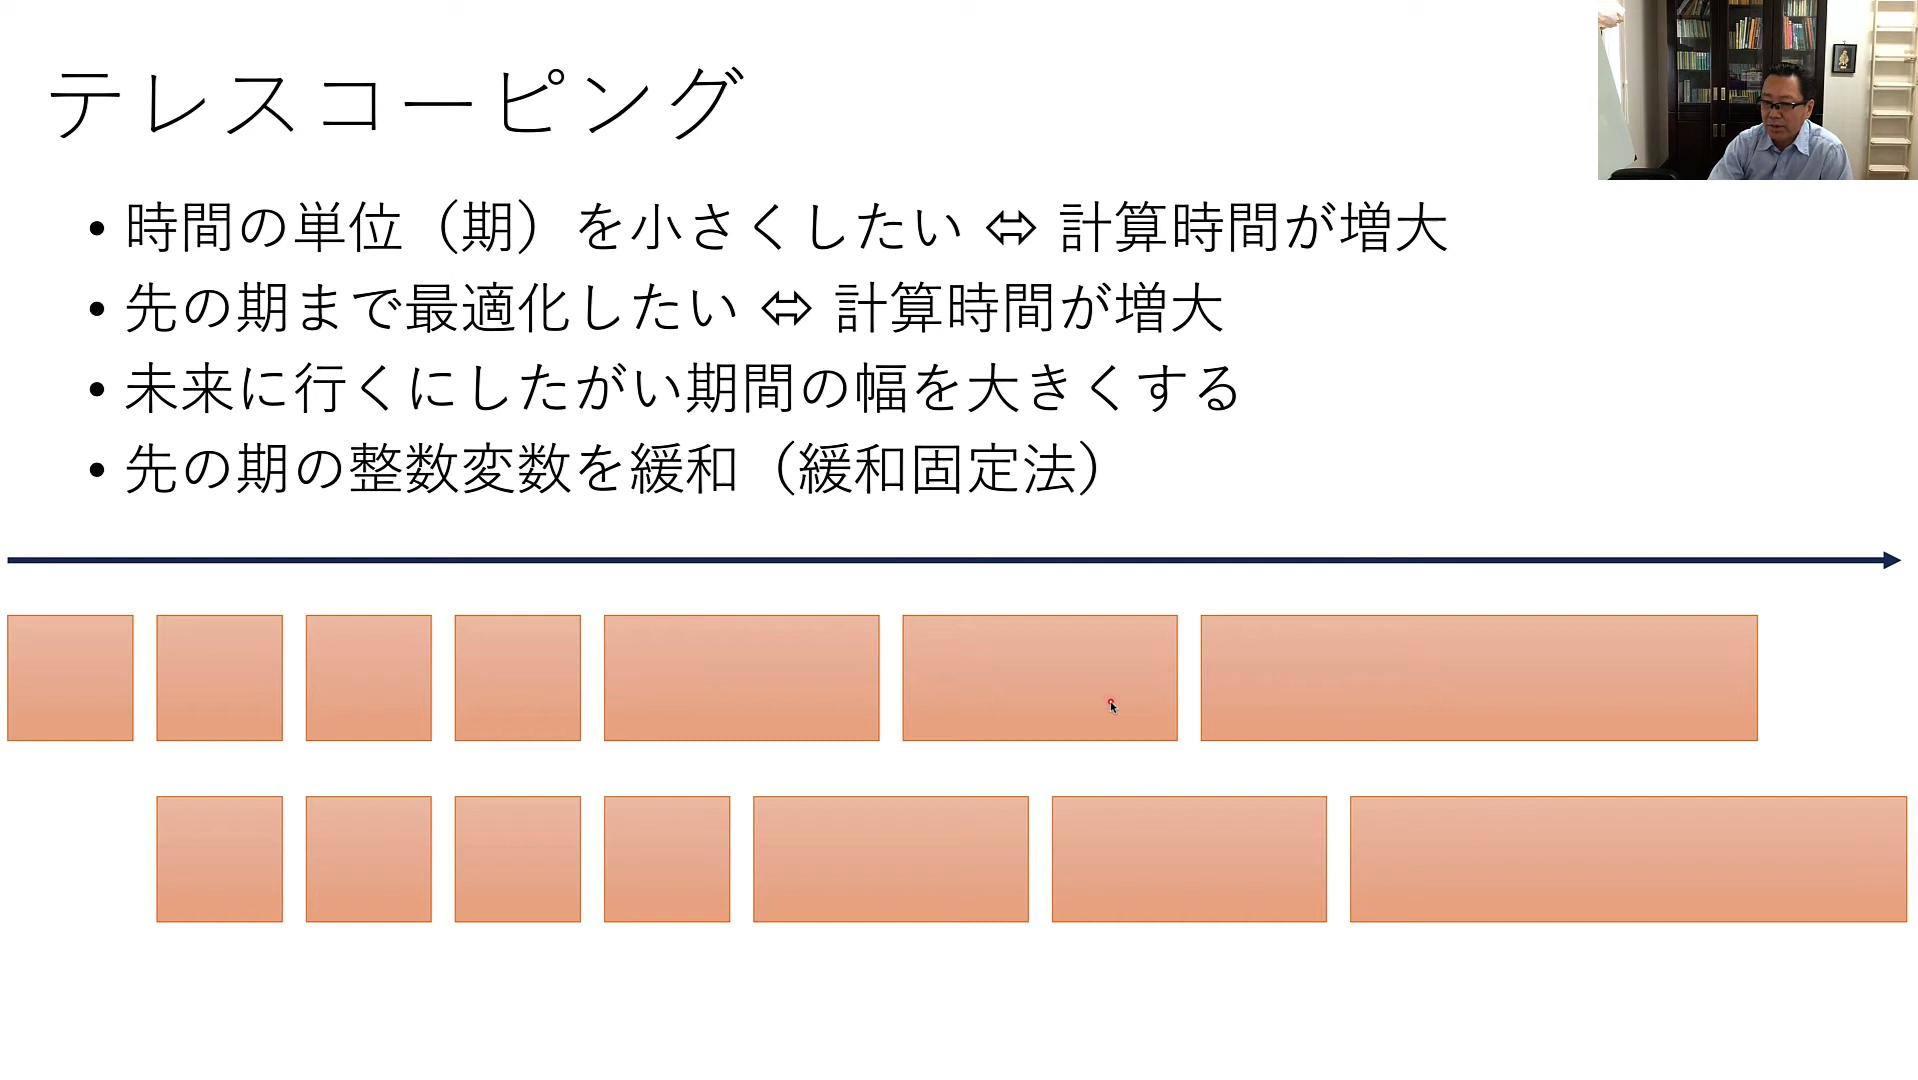 テレスコーピング
• 時間の単位（期）を小さくしたい ⇔ 計算時間が増大
• 先の期まで最適化したい ⇔ 計算時間が増大
• 未来に行くにしたがい期間の幅を大きくする
• 先の期の整数変数を緩和（緩和固定法）